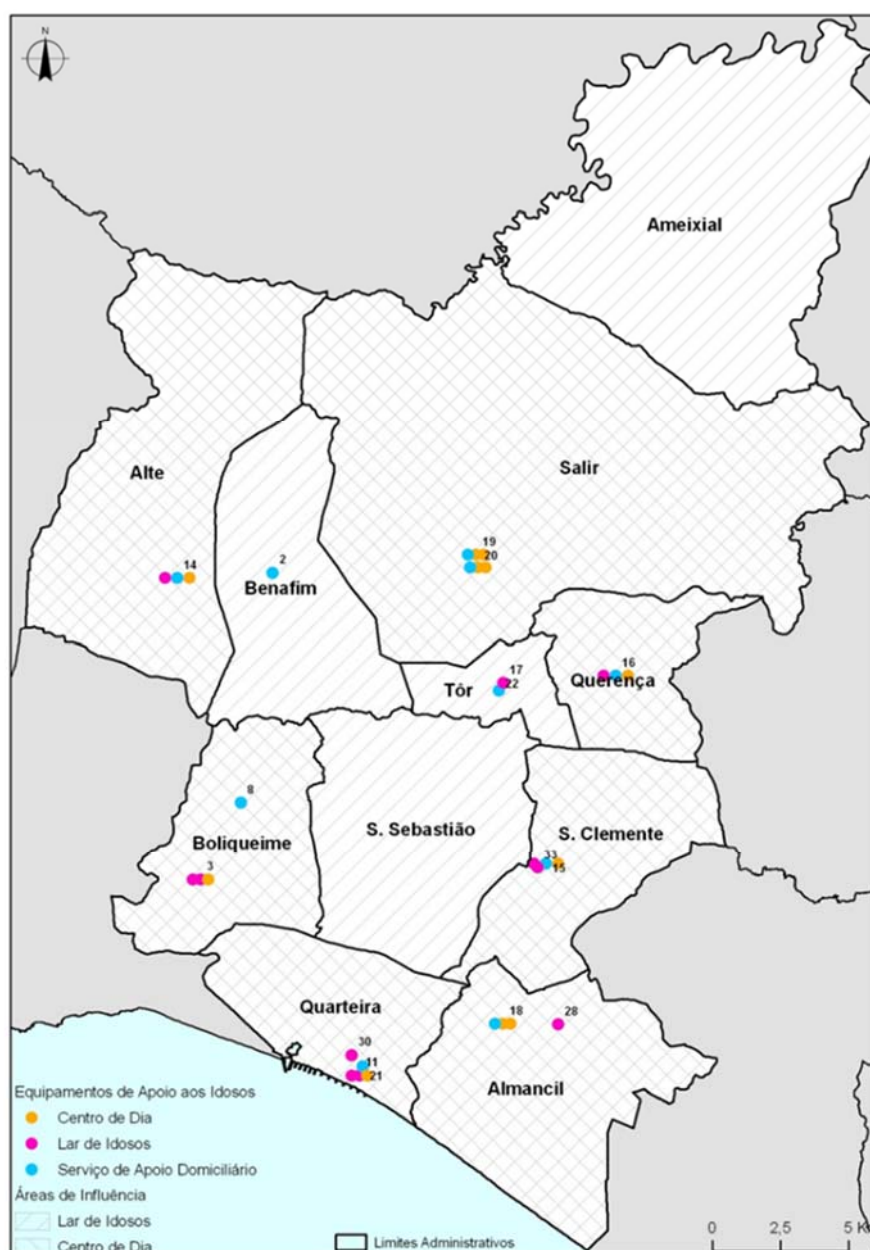 N
Ameixial
Alte
Salir
19
20
14
2
Benafim
17
16
Tôr
22
Querença
8
Boliqueime
S. Sebastião
S. Clemente
3
33
15
Quarteira
18
28
30
11
21
Almancil
Equipamentos de Apoio aos Idosos
Centro de Dia
Lar de Idosos
Serviço de Apoio Domiciliário
Áreas de Influência
Lar de Idosos
Centro de Dia
Limites Administrativos
0 2,5 5 K